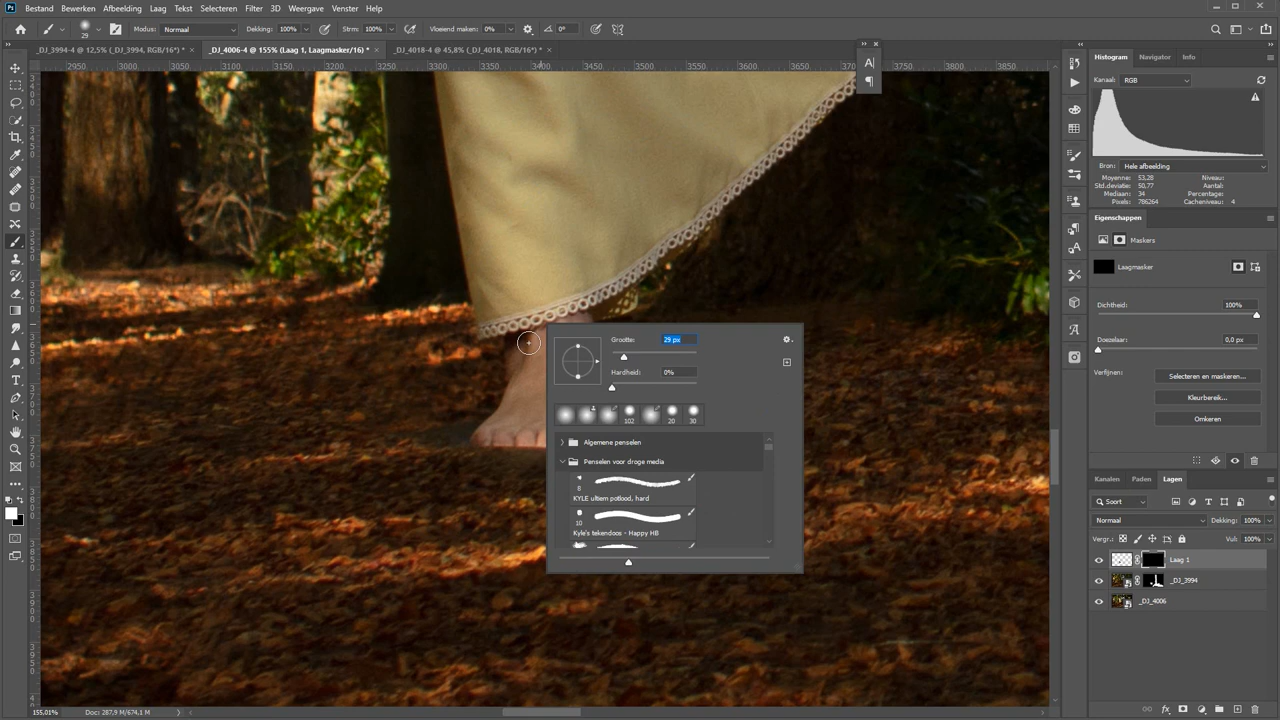 Ps Bestand Bewerken Afbeelding Laag Tekst Selecteren Filter 3D Weergave Venster Help
29 Modus: Normaal Dekking: 100% Strm: 100% Vloeiend maken: 0% 0°
_DJ_3994-4 @ 12,5% (_DJ_3994, RGB/16*) * × _DJ_4006-4 @ 155% (Laag 1, Laagmasker/16) * × _DJ_4018-4 @ 45,8% (_DJ_4018, RGB/16*) * ×
2950 3000 3050 3100 3150 3200 3250 3300 3350 3400 3450 3500 3550 3600 3650 3700 3750 3800 3850
Histogram Navigator Info
Kanaal: RGB
Bron: Hele afbeelding
Moyenne: 53,28 Niveau:
Std.deviatie: 50,77 Aantal:
Mediaan: 34 Percentage:
Pixels: 786264 Cacheniveau: 4
Eigenschappen
Maskers
Laagmasker
Dichtheid: 100%
Doezelaar: 0,0 px
Verfijnen: Selecteren en maskeren...
Kleurbereik...
Omkeren
Grootte: 29 px
Hardheid: 0%
102 20 30
Algemene penselen
Penselen voor droge media
8
KYLE ultiem potlood, hard
10
Kyle's tekendoos - Happy HB
Kanalen Paden Lagen
Soort
Normaal Dekking: 100%
Vergr.: Vul: 100%
Laag 1
_DJ_3994
_DJ_4006
155.01% Doc: 287,9 M/674,1 M